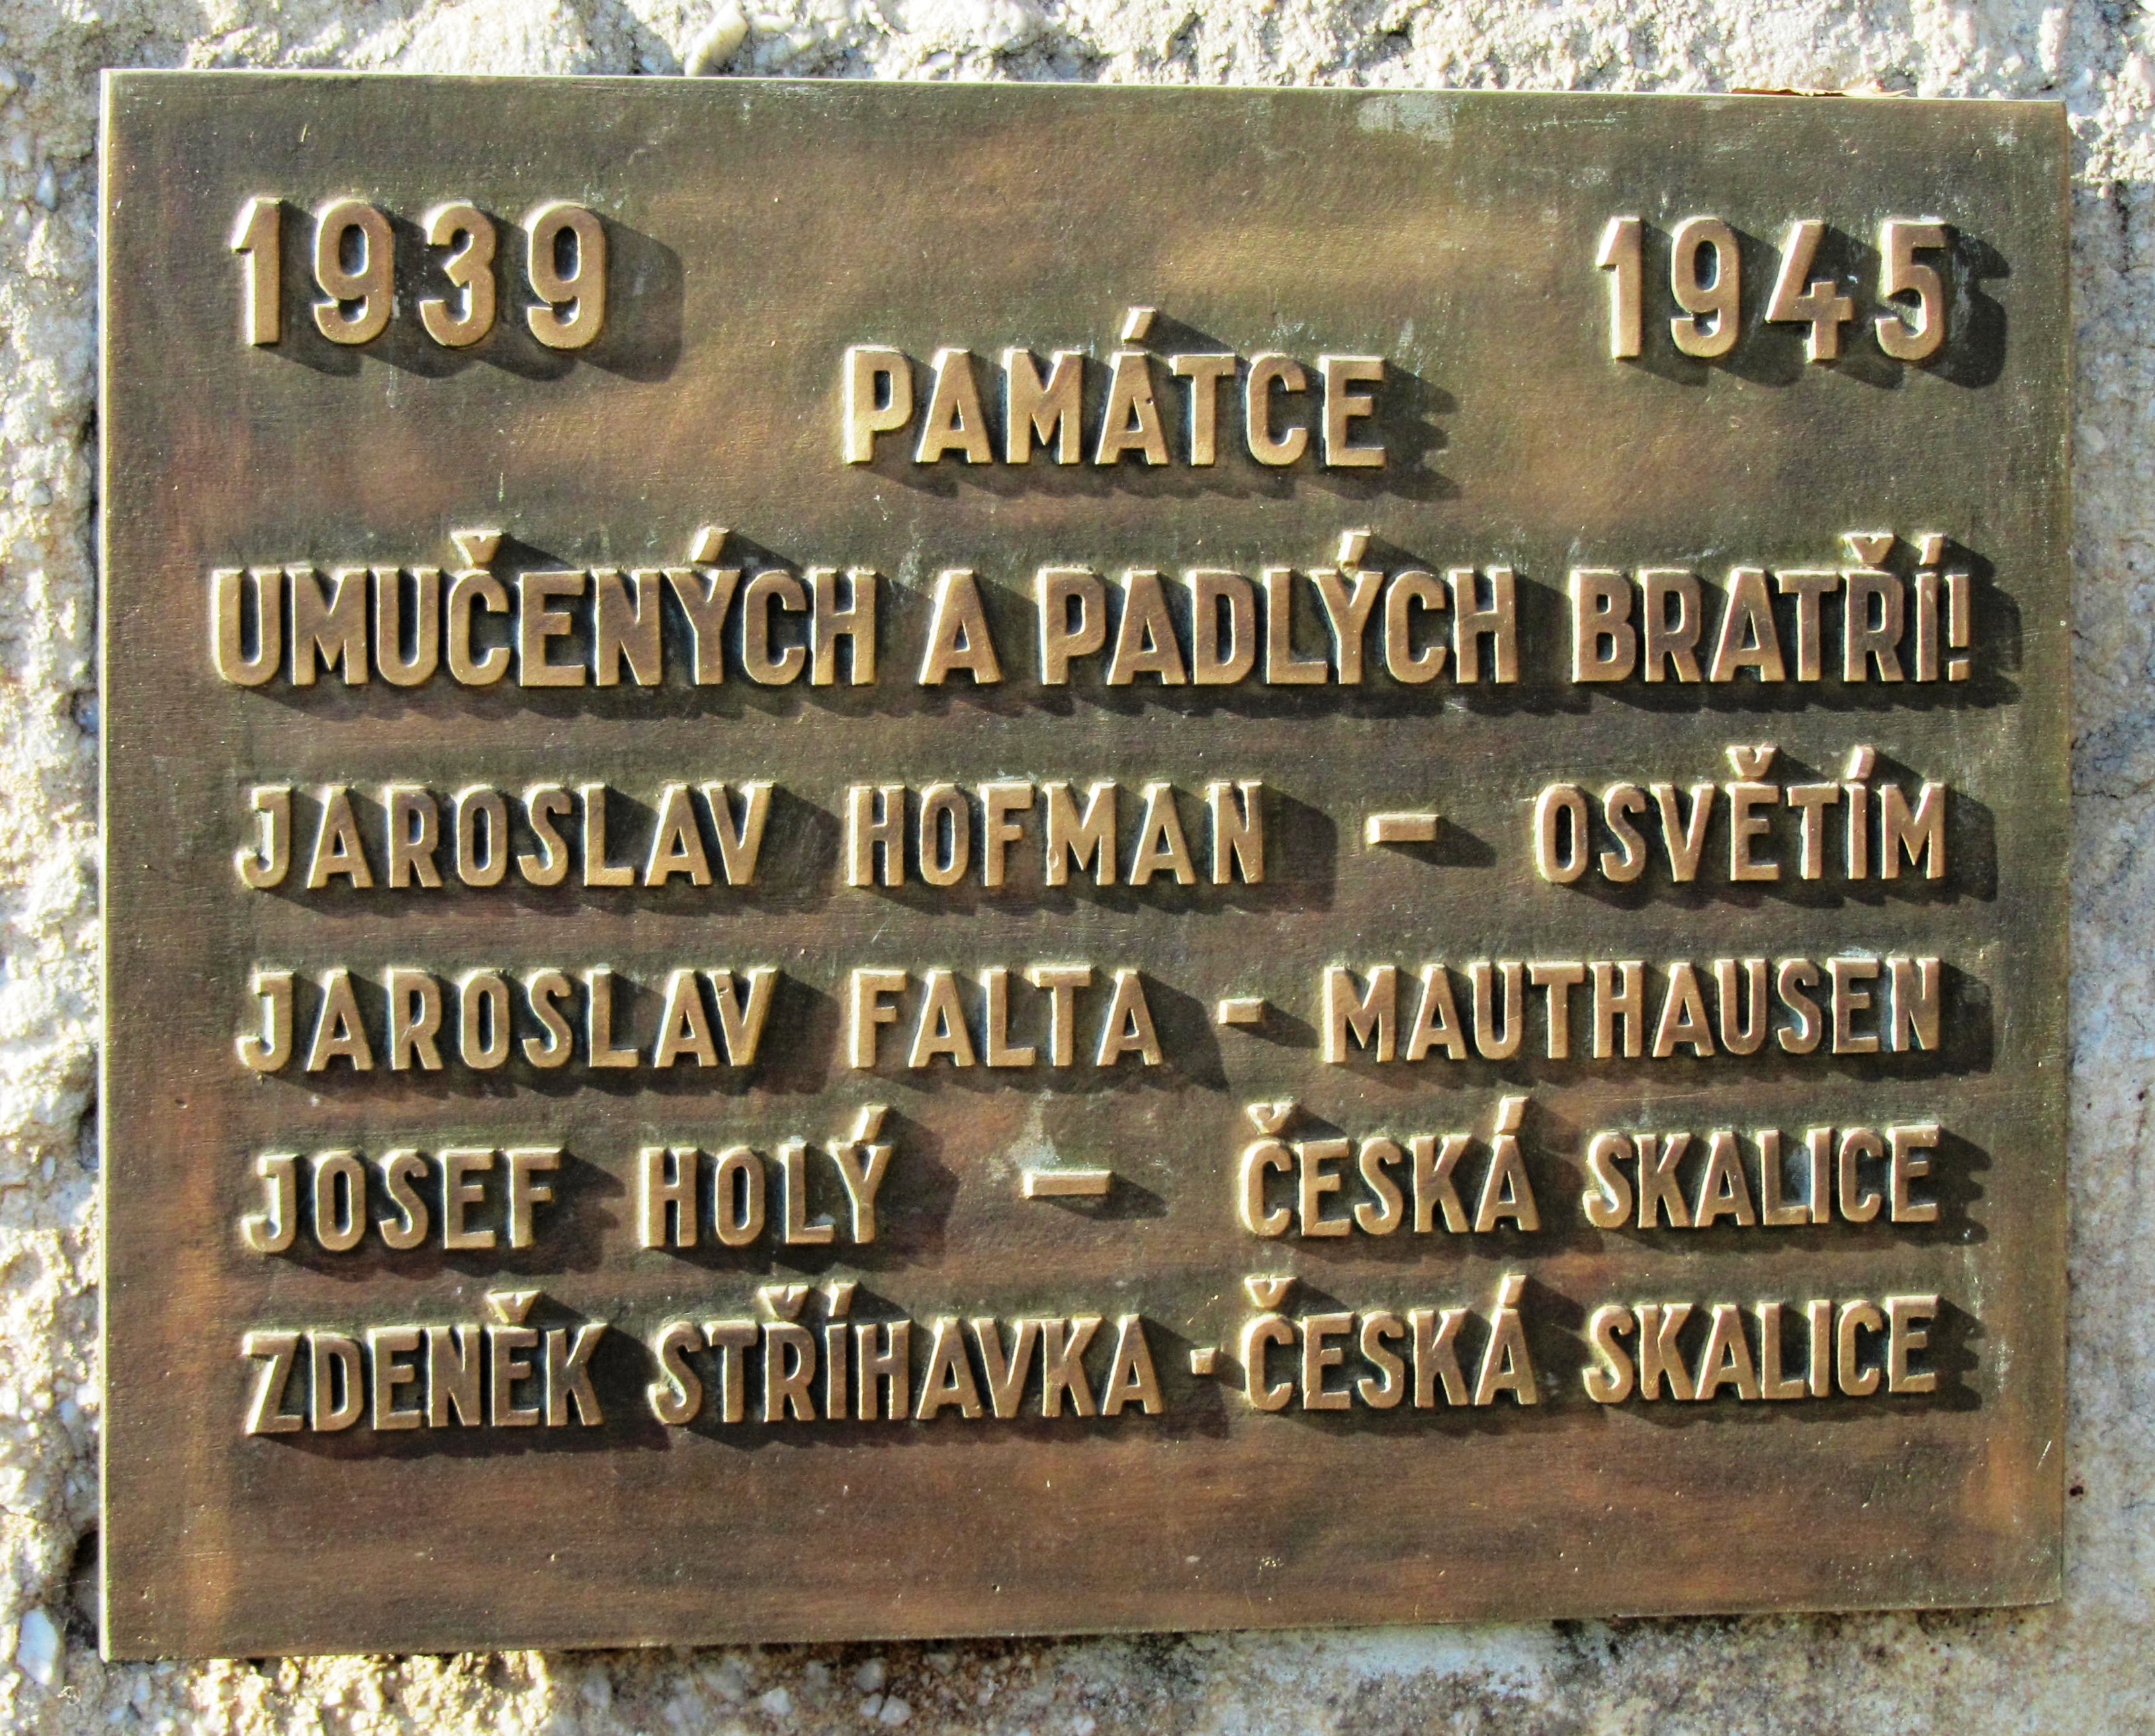 1939 1945
PAMÁTCE
UMUČENÝCH A PADLÝCH BRATŘÍ!
JAROSLAV HOFMAN - OSVĚTÍM
JAROSLAV FALTA - MAUTHAUSEN
JOSEF HOLÝ - ČESKÁ SKALICE
ZDENĚK STŘÍHAVKA - ČESKÁ SKALICE